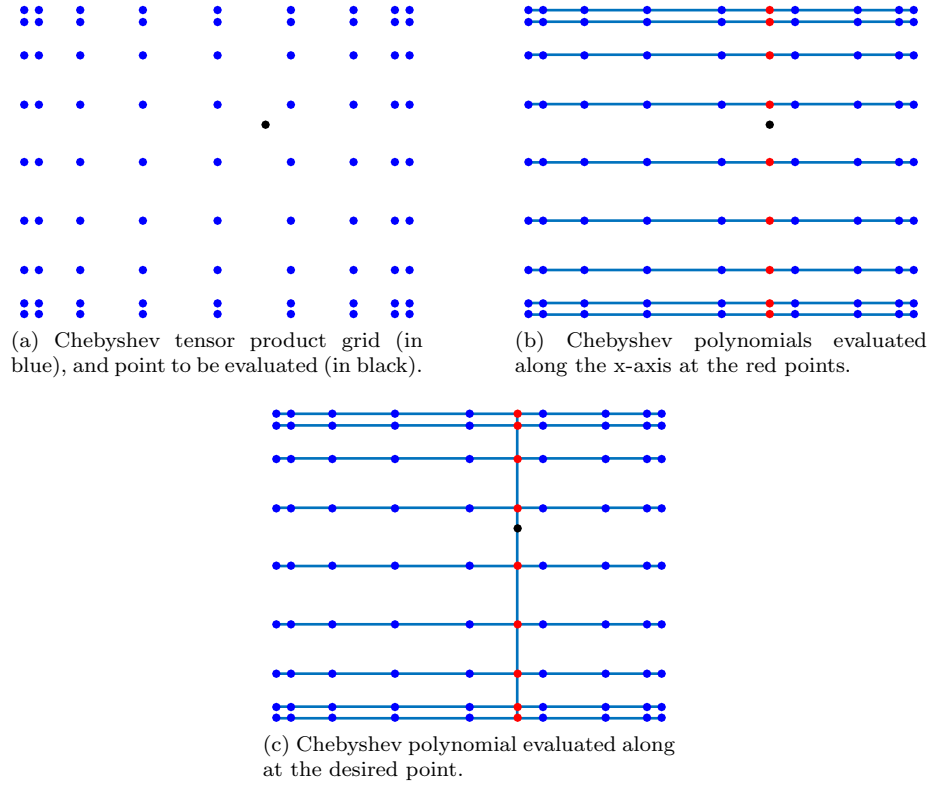 (a) Chebyshev tensor product grid (in
blue), and point to be evaluated (in black).
(b) Chebyshev polynomials evaluated
along the x-axis at the red points.
(c) Chebyshev polynomial evaluated along
at the desired point.